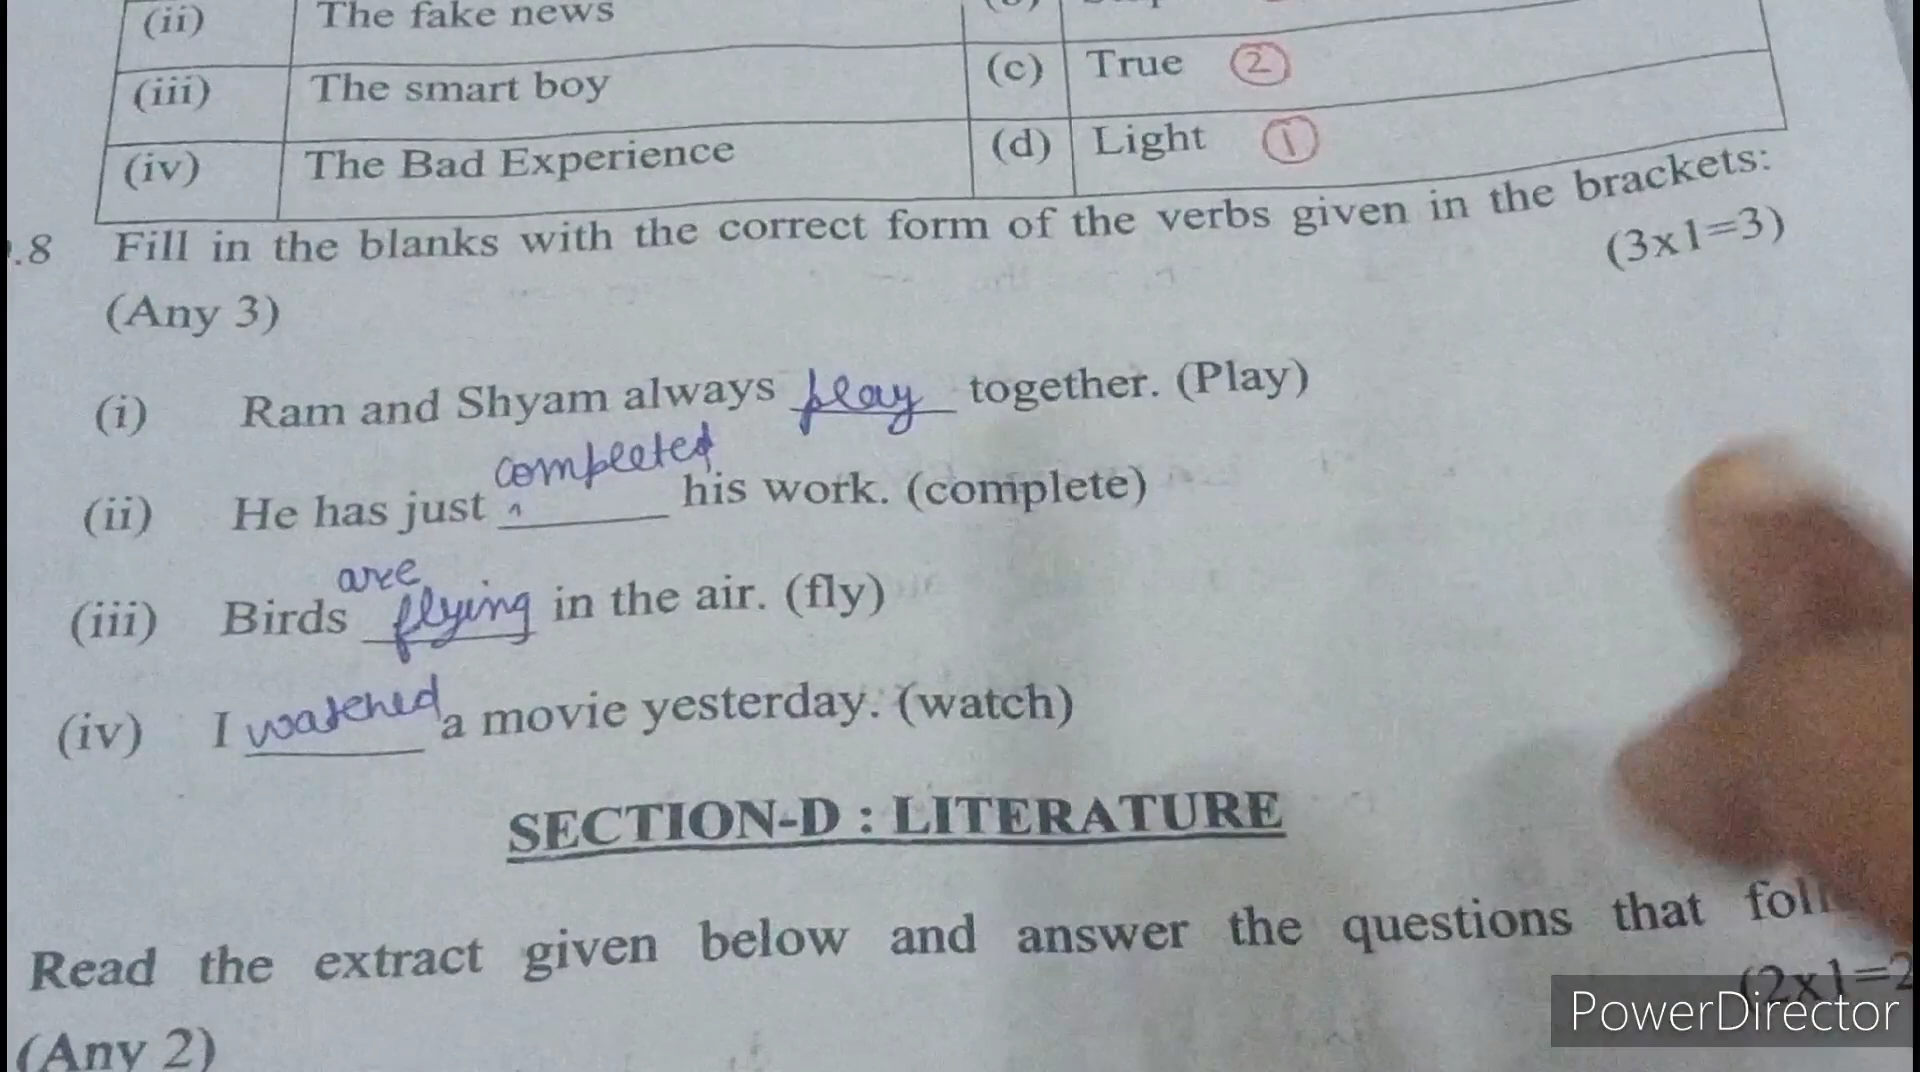 (ii) The fake news
(iii) The smart boy (c) True 2
(iv) The Bad Experience (d) Light 1
.8 Fill in the blanks with the correct form of the verbs given in the brackets:
(3x1=3)
(Any 3)
(i) Ram and Shyam always play together. (Play)
completed
(ii) He has just ^ his work. (complete)
are
(iii) Birds flying in the air. (fly)
(iv) I watched a movie yesterday. (watch)
SECTION-D : LITERATURE
Read the extract given below and answer the questions that foll
(2x1=2
(Any 2)
PowerDirector